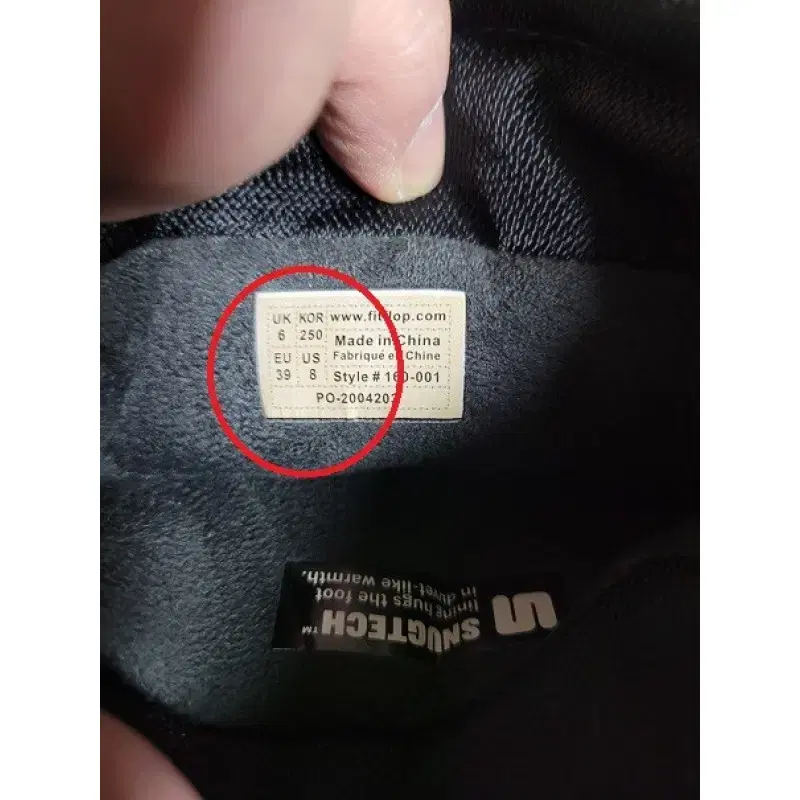 UK KOR www.fitflop.com
6 250 Made in China
EU US Fabriqué en Chine
39 8 Style # 160-001
PO-2004202
SNUGTECH™
lining hugs the foot
in duvet-like warmth.